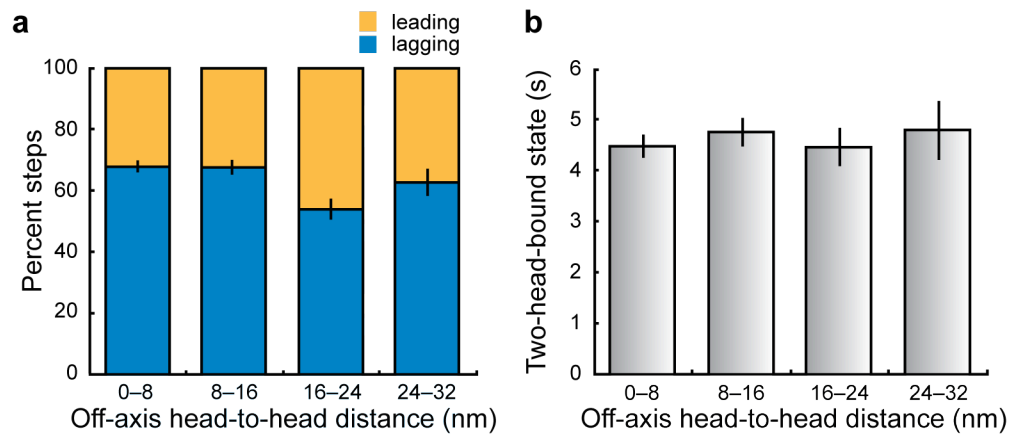 a
leading
lagging
100
80
60
40
20
0
Percent steps
0–8
8–16
16–24
24–32
Off-axis head-to-head distance (nm)
b
6
5
4
3
2
1
0
Two-head-bound state (s)
0–8
8–16
16–24
24–32
Off-axis head-to-head distance (nm)